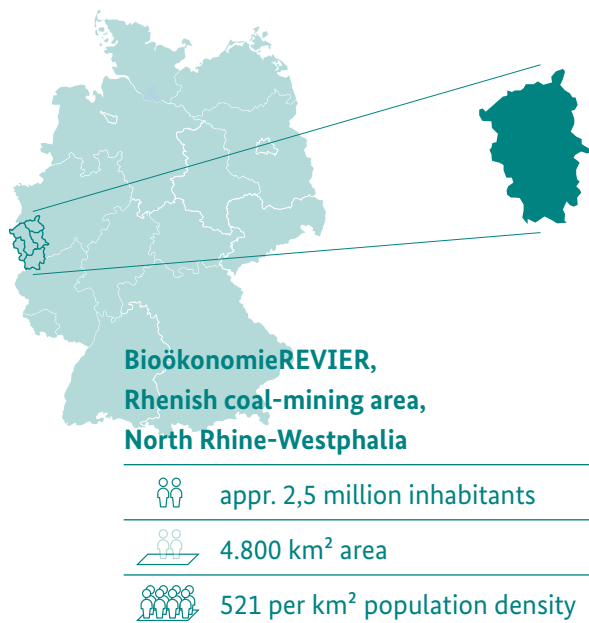 BioökonomieREVIER,
Rhenish coal-mining area,
North Rhine-Westphalia
appr. 2,5 million inhabitants
4.800 km² area
521 per km² population density